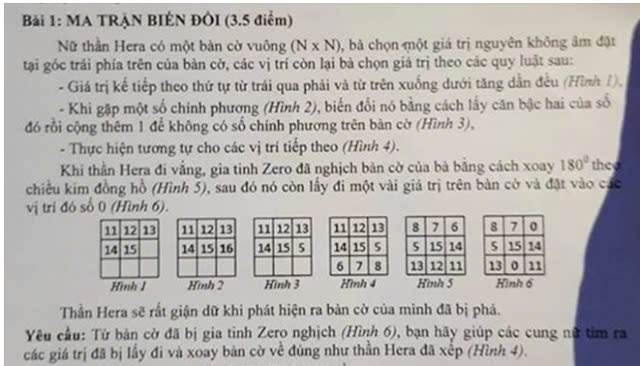 Bài 1: MA TRẬN BIẾN ĐỔI (3.5 điểm)
Nữ thần Hera có một bàn cờ vuông (N x N), bà chọn một giá trị nguyên không âm đặt
tại góc trái phía trên của bàn cờ, các vị trí còn lại bà chọn giá trị theo các quy luật sau:
- Giá trị kế tiếp theo thứ tự từ trái qua phải và từ trên xuống dưới tăng dần đều (Hình 1),
- Khi gặp một số chính phương (Hình 2), biến đổi nó bằng cách lấy căn bậc hai của số
đó rồi cộng thêm 1 để không có số chính phương trên bàn cờ (Hình 3),
- Thực hiện tương tự cho các vị trí tiếp theo (Hình 4).
Khi thần Hera đi vắng, gia tinh Zero đã nghịch bàn cờ của bà bằng cách xoay 180⁰ theo
chiều kim đồng hồ (Hình 5), sau đó nó còn lấy đi một vài giá trị trên bàn cờ và đặt vào các
vị trí đó số 0 (Hình 6).
11 12 13 11 12 13 11 12 13 11 12 13 8 7 6 8 7 0
14 15 14 15 16 14 15 5 14 15 5 5 15 14 5 15 14
6 7 8 13 12 11 13 0 11
Hình 1 Hình 2 Hình 3 Hình 4 Hình 5 Hình 6
Thần Hera sẽ rất giận dữ khi phát hiện ra bàn cờ của mình đã bị phá.
Yêu cầu: Từ bàn cờ đã bị gia tinh Zero nghịch (Hình 6), bạn hãy giúp các cung nữ tìm ra
các giá trị đã bị lấy đi và xoay bàn cờ về đúng như thần Hera đã xếp (Hình 4).